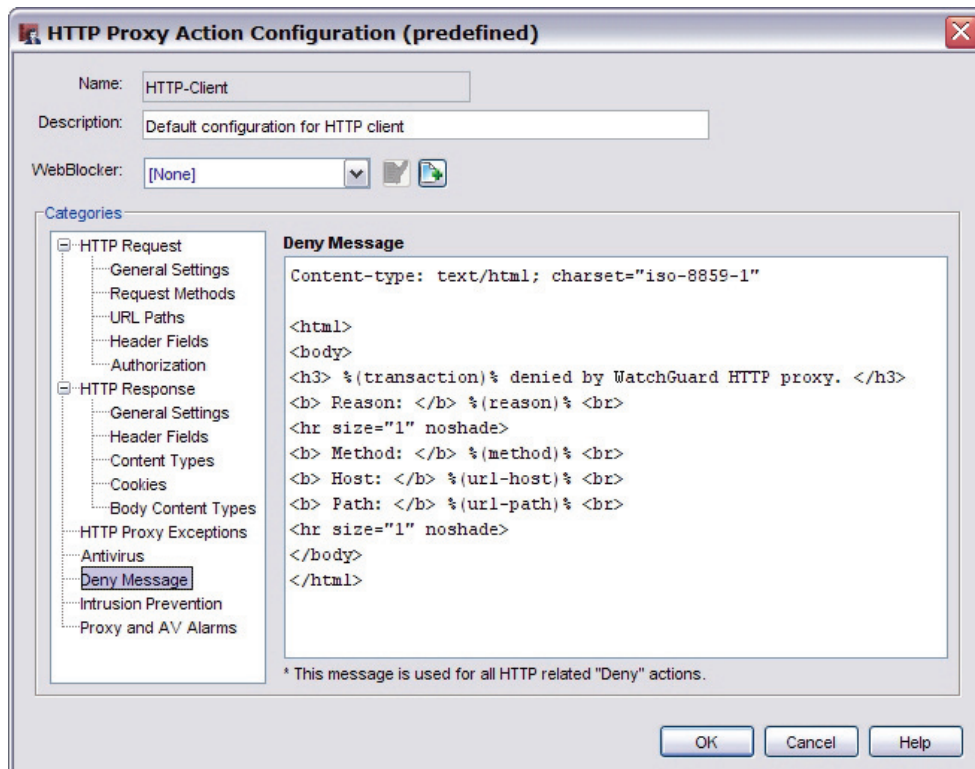 HTTP Proxy Action Configuration (predefined)
Name: HTTP-Client
Description: Default configuration for HTTP client
WebBlocker: [None]
Categories
HTTP Request
General Settings
Request Methods
URL Paths
Header Fields
Authorization
HTTP Response
General Settings
Header Fields
Content Types
Cookies
Body Content Types
HTTP Proxy Exceptions
Antivirus
Deny Message
Intrusion Prevention
Proxy and AV Alarms
Deny Message
Content-type: text/html; charset="iso-8859-1"
<html>
<body>
<h3> %(transaction)% denied by WatchGuard HTTP proxy. </h3>
<b> Reason: </b> %(reason)% <br>
<hr size="1" noshade>
<b> Method: </b> %(method)% <br>
<b> Host: </b> %(url-host)% <br>
<b> Path: </b> %(url-path)% <br>
<hr size="1" noshade>
</body>
</html>
* This message is used for all HTTP related "Deny" actions.
OK Cancel Help